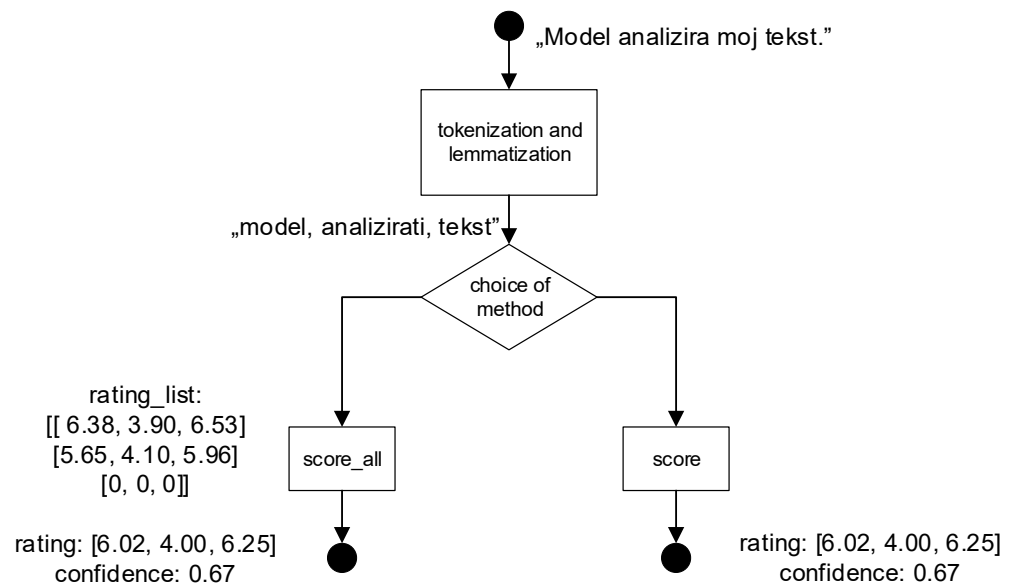 „Model analizira moj tekst.”
tokenization and
lemmatization
„model, analizirati, tekst”
choice of
method
rating_list:
[[ 6.38, 3.90, 6.53]
[5.65, 4.10, 5.96]
[0, 0, 0]]
score_all
score
rating: [6.02, 4.00, 6.25]
confidence: 0.67
rating: [6.02, 4.00, 6.25]
confidence: 0.67